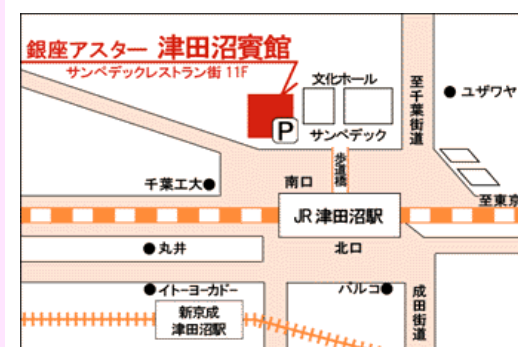 銀座アスター 津田沼賓館
サンペデックレストラン街 11F
文化ホール
至千葉街道
ユザワヤ
P
サンペデック
歩道橋
千葉工大
南口
至東京
JR 津田沼駅
丸井
北口
イトーヨーカドー
パルコ
成田街道
新京成
津田沼駅